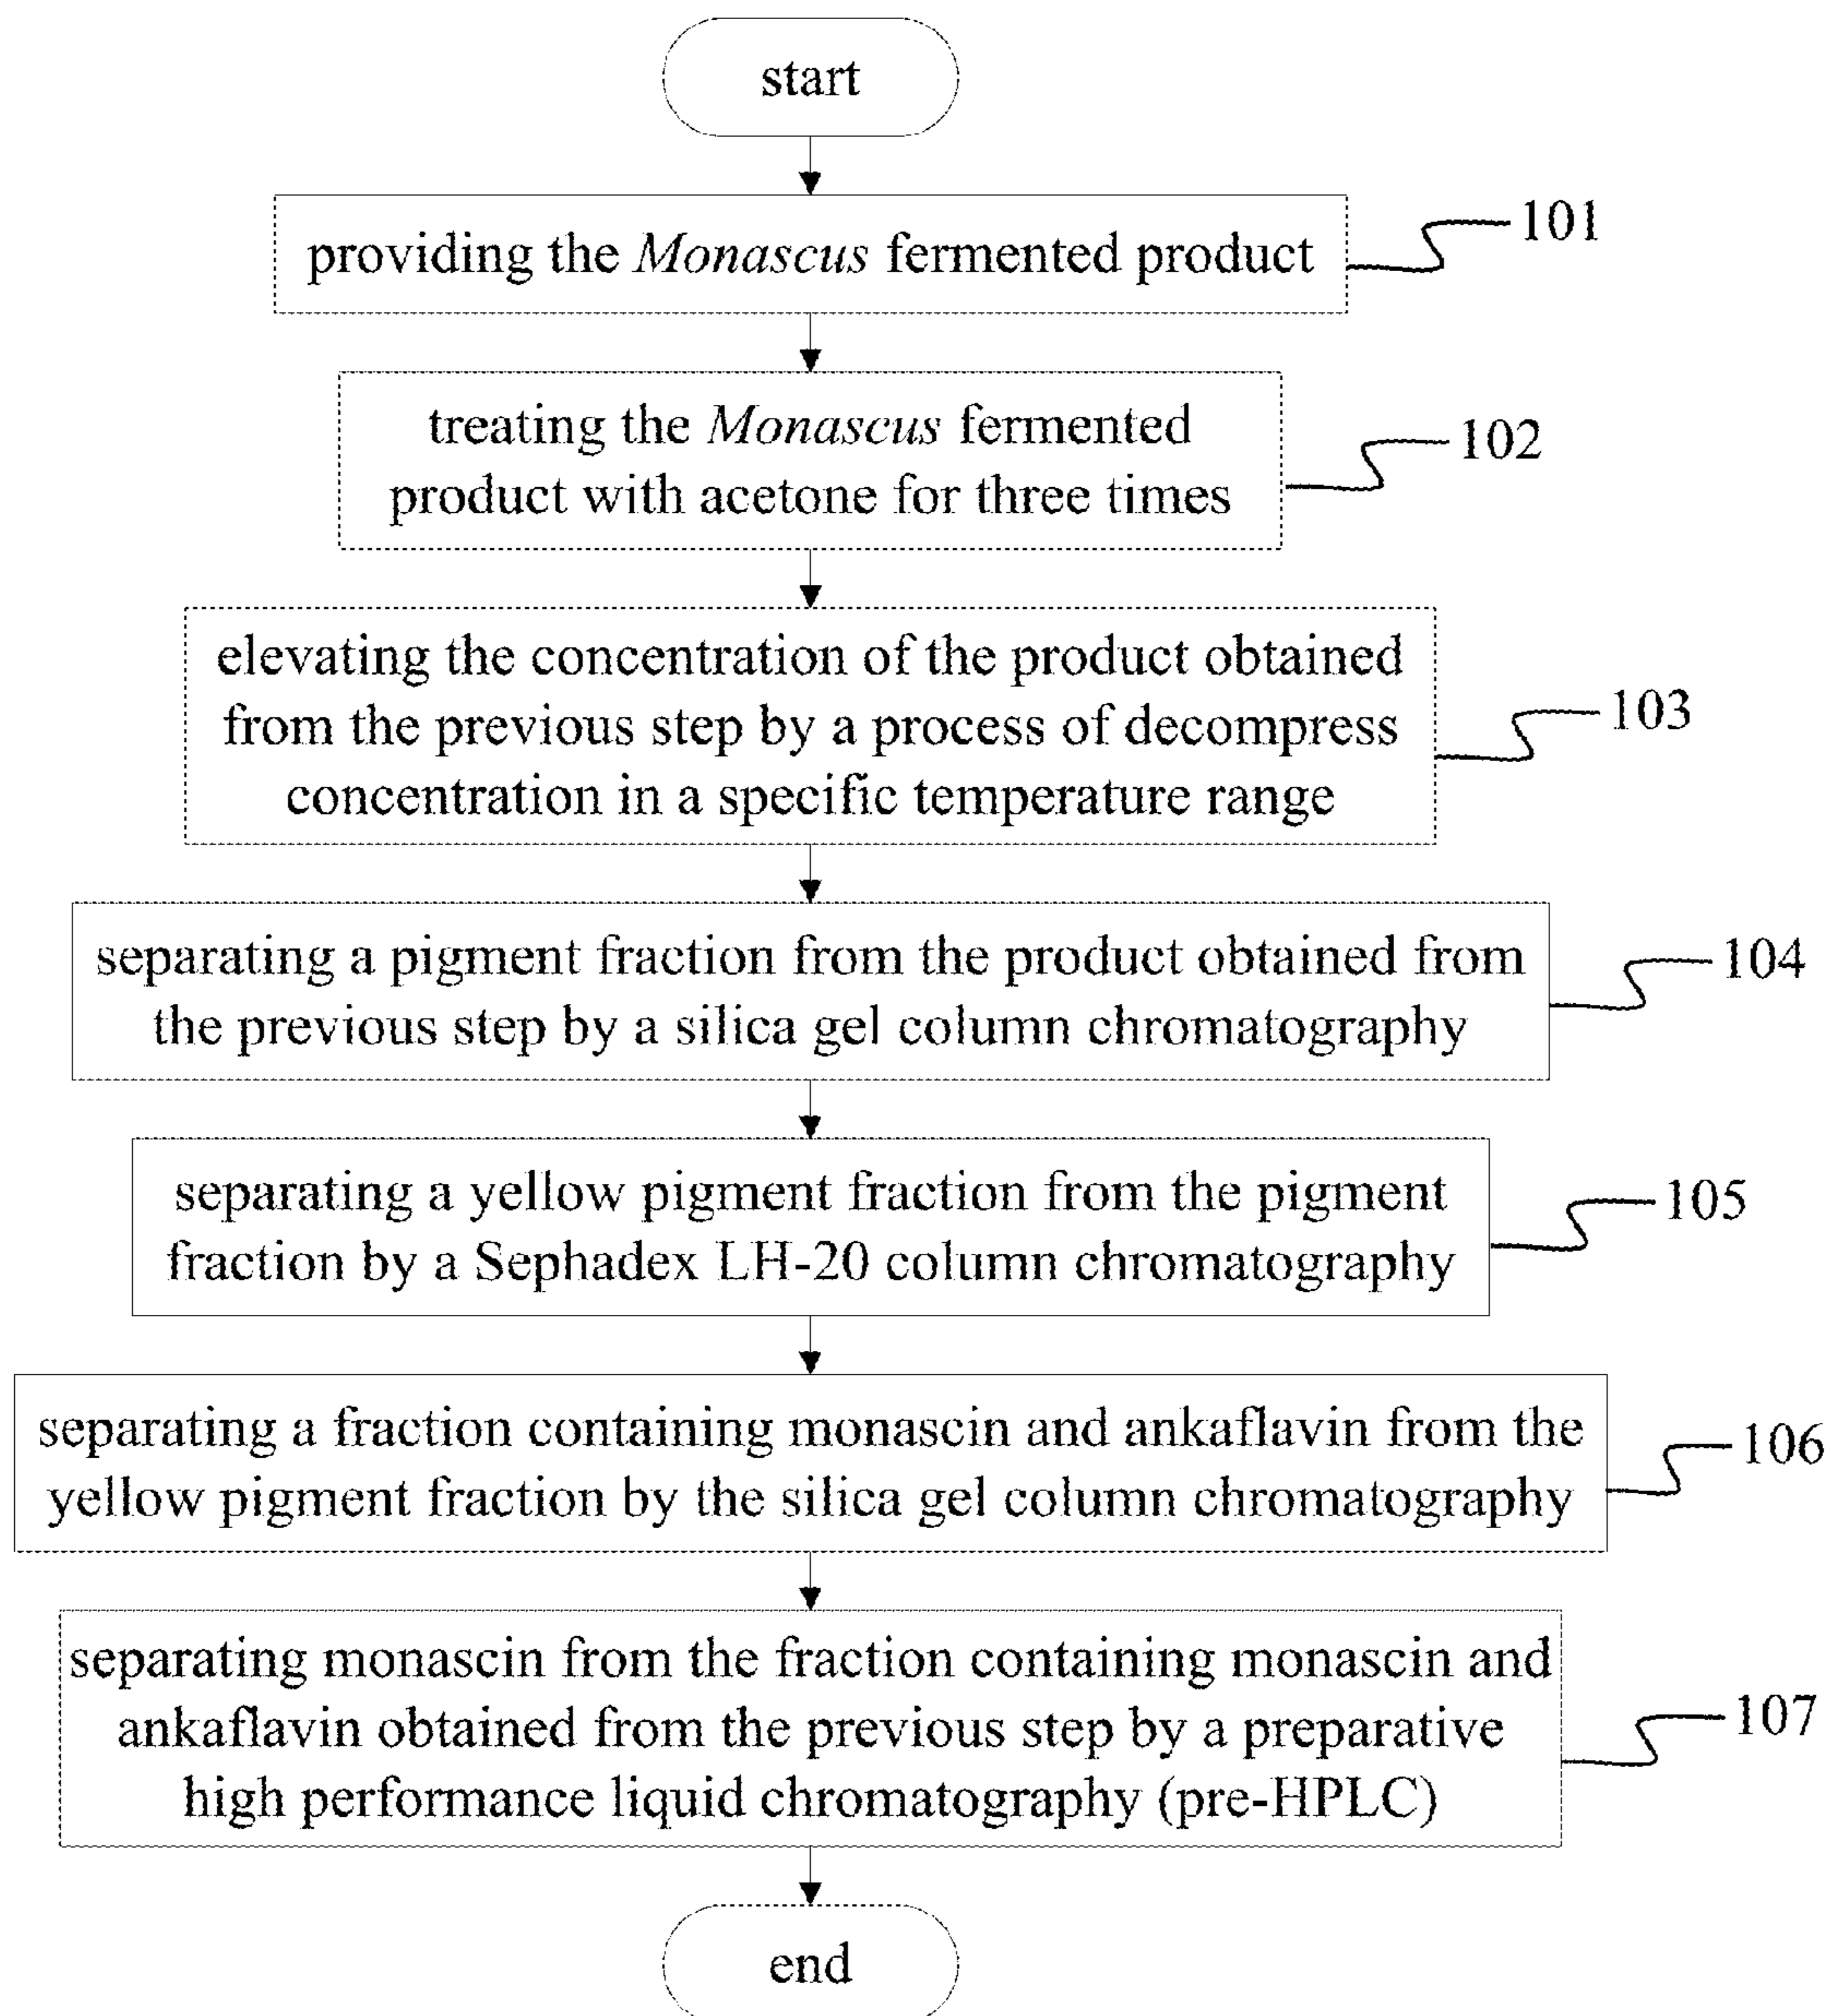 start
providing the Monascus fermented product
101
treating the Monascus fermented
product with acetone for three times
102
elevating the concentration of the product obtained
from the previous step by a process of decompress
concentration in a specific temperature range
103
separating a pigment fraction from the product obtained from
the previous step by a silica gel column chromatography
104
separating a yellow pigment fraction from the pigment
fraction by a Sephadex LH-20 column chromatography
105
separating a fraction containing monascin and ankaflavin from the
yellow pigment fraction by the silica gel column chromatography
106
separating monascin from the fraction containing monascin and
ankaflavin obtained from the previous step by a preparative
high performance liquid chromatography (pre-HPLC)
107
end